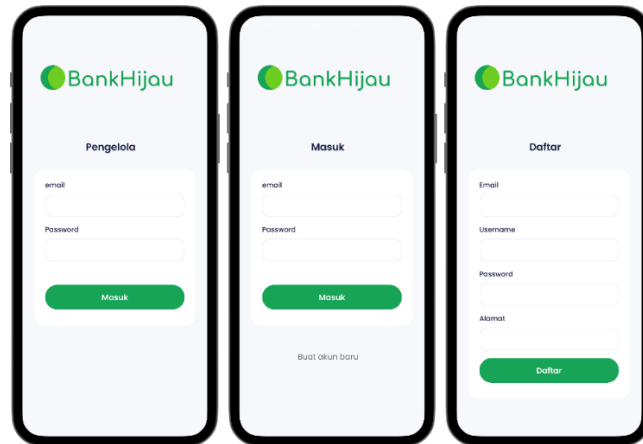 BankHijau
Pengelola
email
Password
Masuk
BankHijau
Masuk
email
Password
Masuk
Buat akun baru
BankHijau
Daftar
Email
Username
Password
Alamat
Daftar